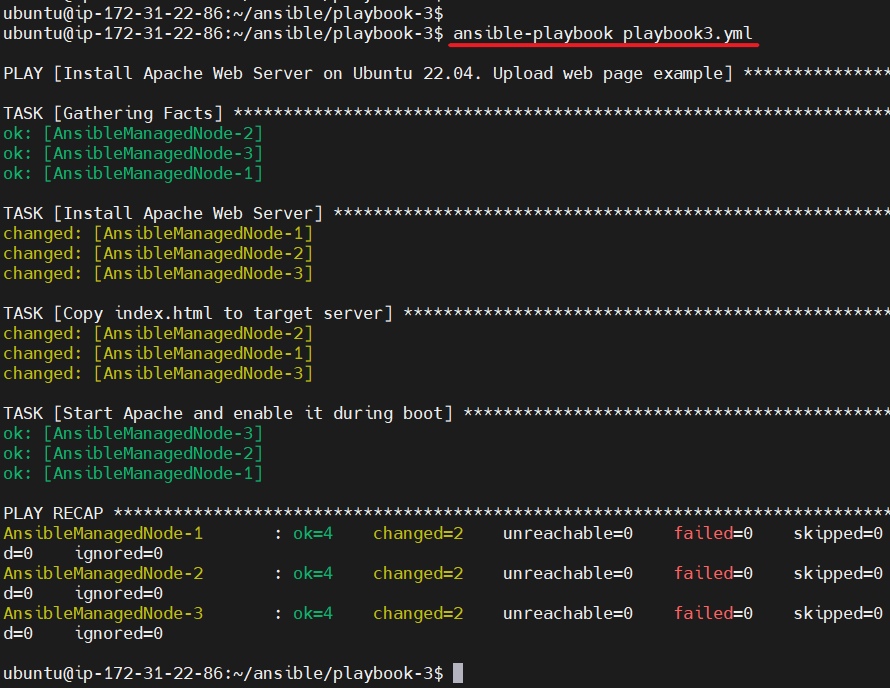 ubuntu@ip-172-31-22-86:~/ansible/playbook-3$
ubuntu@ip-172-31-22-86:~/ansible/playbook-3$ ansible-playbook playbook3.yml
PLAY [Install Apache Web Server on Ubuntu 22.04. Upload web page example] ***************
TASK [Gathering Facts] ******************************************************************
ok: [AnsibleManagedNode-2]
ok: [AnsibleManagedNode-3]
ok: [AnsibleManagedNode-1]
TASK [Install Apache Web Server] ********************************************************
changed: [AnsibleManagedNode-1]
changed: [AnsibleManagedNode-2]
changed: [AnsibleManagedNode-3]
TASK [Copy index.html to target server] *************************************************
changed: [AnsibleManagedNode-2]
changed: [AnsibleManagedNode-1]
changed: [AnsibleManagedNode-3]
TASK [Start Apache and enable it during boot] *******************************************
ok: [AnsibleManagedNode-3]
ok: [AnsibleManagedNode-2]
ok: [AnsibleManagedNode-1]
PLAY RECAP ******************************************************************************
AnsibleManagedNode-1       : ok=4    changed=2    unreachable=0    failed=0    skipped=0
d=0    ignored=0
AnsibleManagedNode-2       : ok=4    changed=2    unreachable=0    failed=0    skipped=0
d=0    ignored=0
AnsibleManagedNode-3       : ok=4    changed=2    unreachable=0    failed=0    skipped=0
d=0    ignored=0
ubuntu@ip-172-31-22-86:~/ansible/playbook-3$